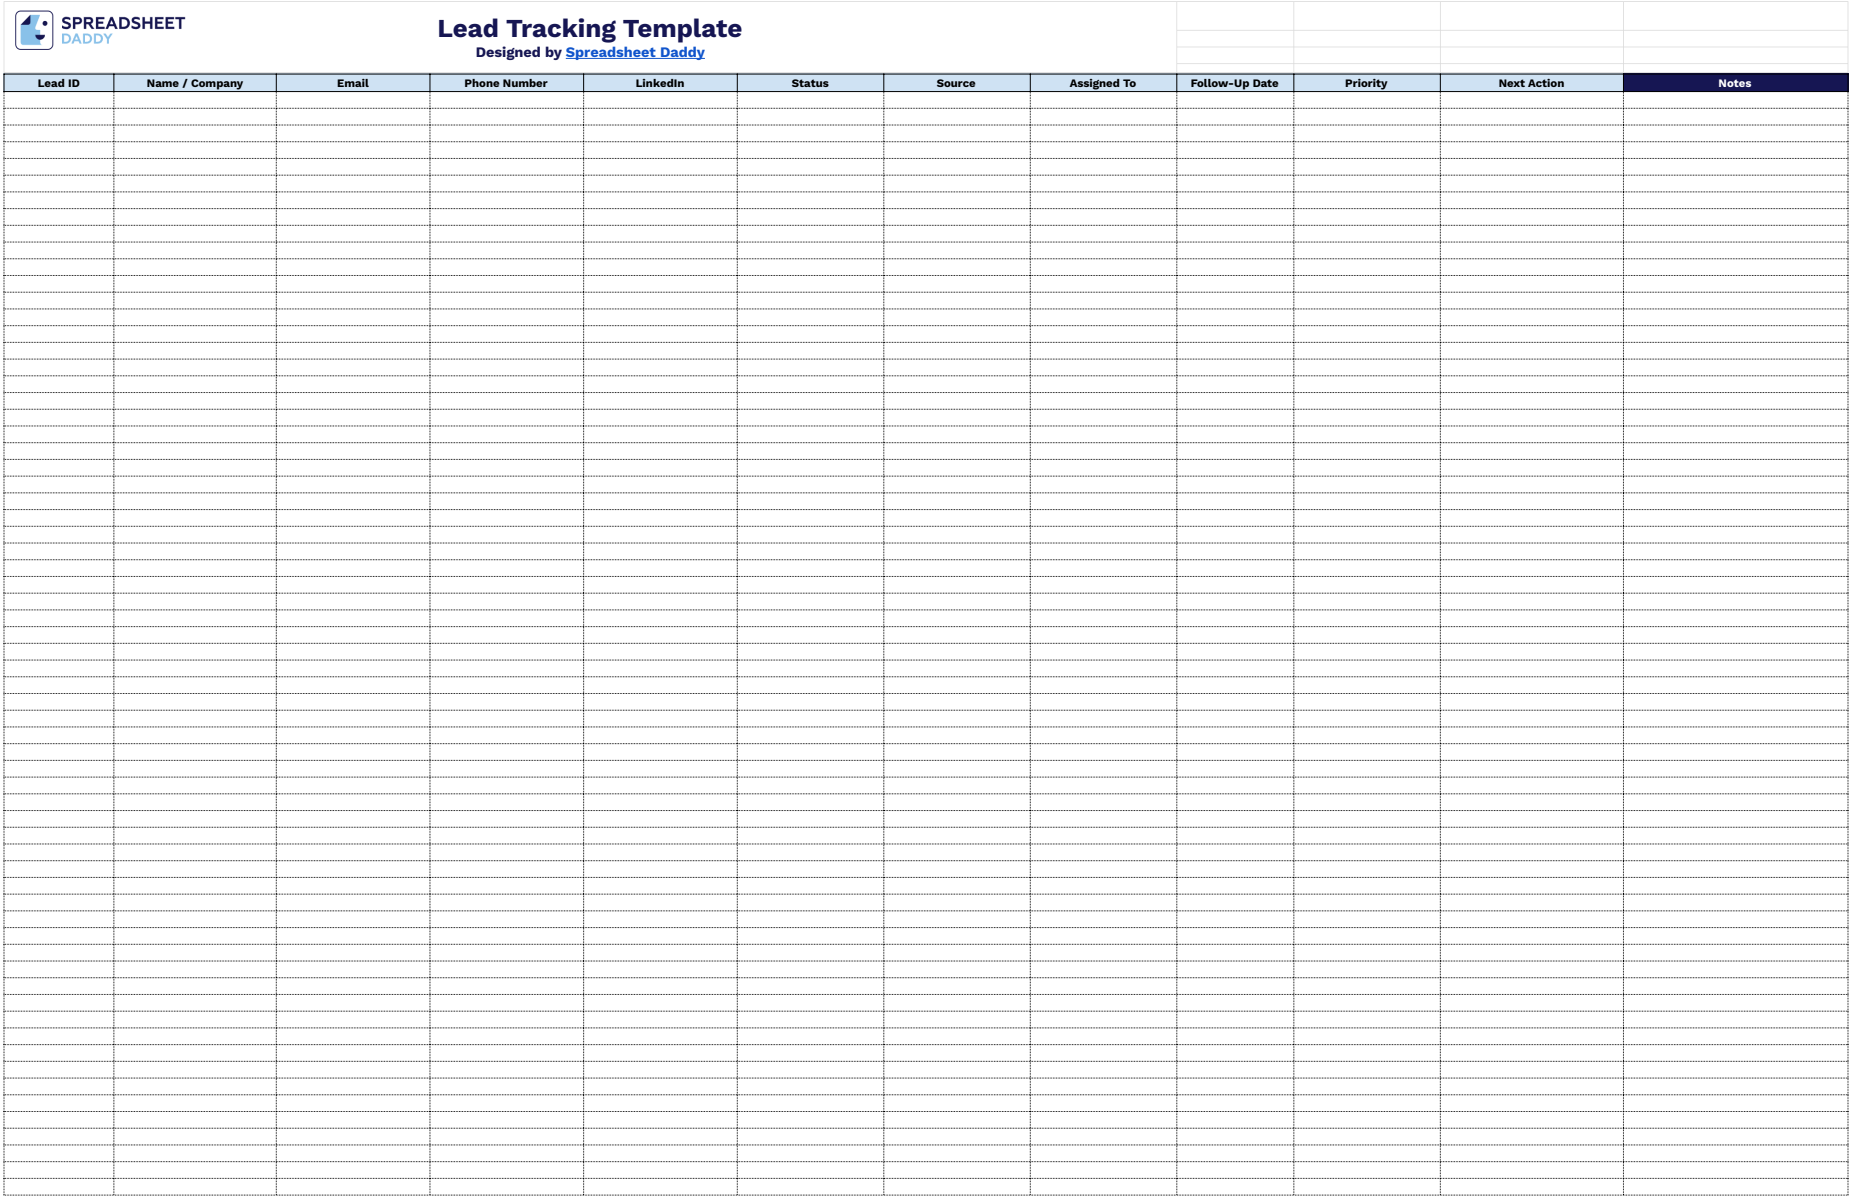 SPREADSHEET
DADDY
Lead Tracking Template
Designed by Spreadsheet Daddy
Lead ID Name / Company Email Phone Number LinkedIn Status Source Assigned To Follow-Up Date Priority Next Action Notes